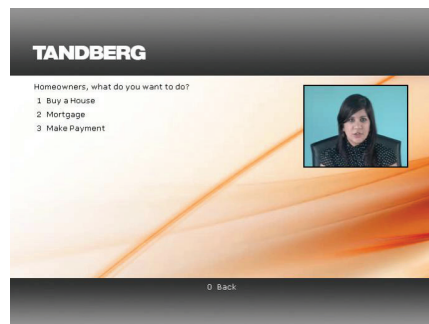 TANDBERG
Homeowners, what do you want to do?
1 Buy a House
2 Mortgage
3 Make Payment
0 Back